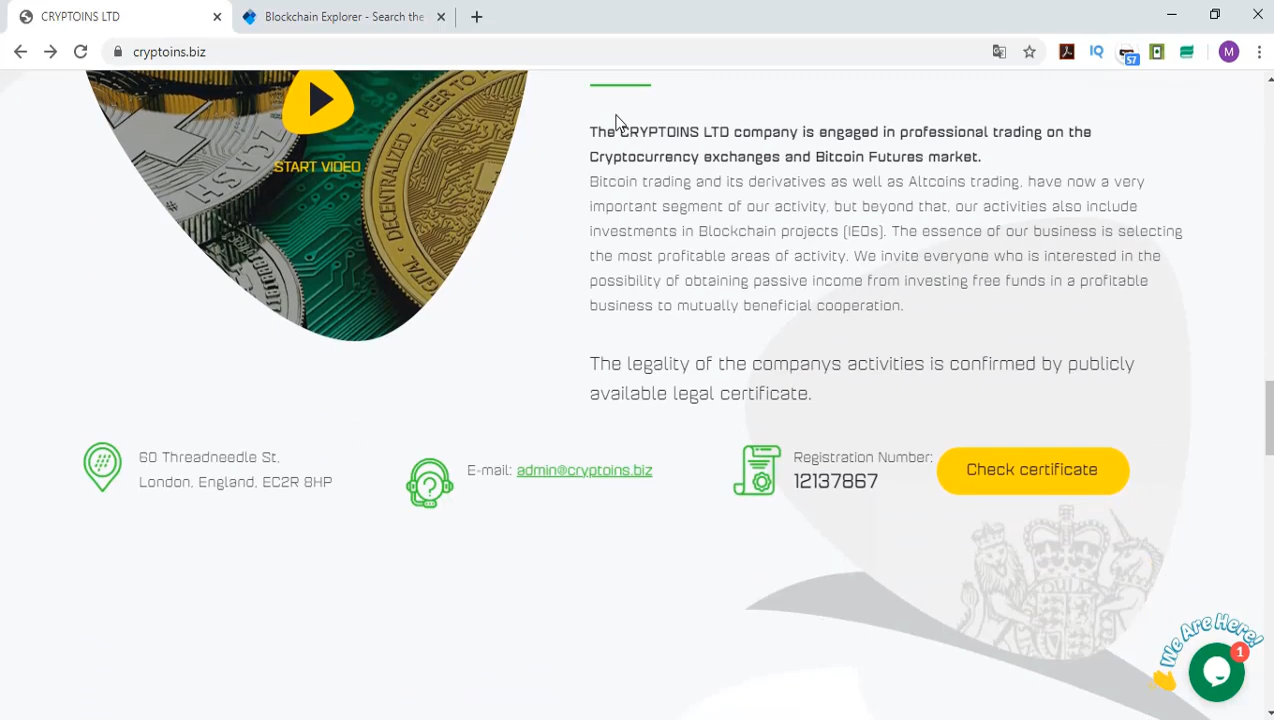 CRYPTOINS LTD
Blockchain Explorer - Search the
cryptoins.biz
57
M
DECENTRALIZED
PEER TO PEER
DIGITAL
START VIDEO
The CRYPTOINS LTD company is engaged in professional trading on the
Cryptocurrency exchanges and Bitcoin Futures market.
Bitcoin trading and its derivatives as well as Altcoins trading, have now a very
important segment of our activity, but beyond that, our activities also include
investments in Blockchain projects (IEOs). The essence of our business is selecting
the most profitable areas of activity. We invite everyone who is interested in the
possibility of obtaining passive income from investing free funds in a profitable
business to mutually beneficial cooperation.
The legality of the companys activities is confirmed by publicly
available legal certificate.
60 Threadneedle St,
London, England, EC2R 8HP
E-mail: admin@cryptoins.biz
Registration Number:
12137867
Check certificate
We Are Here!
1